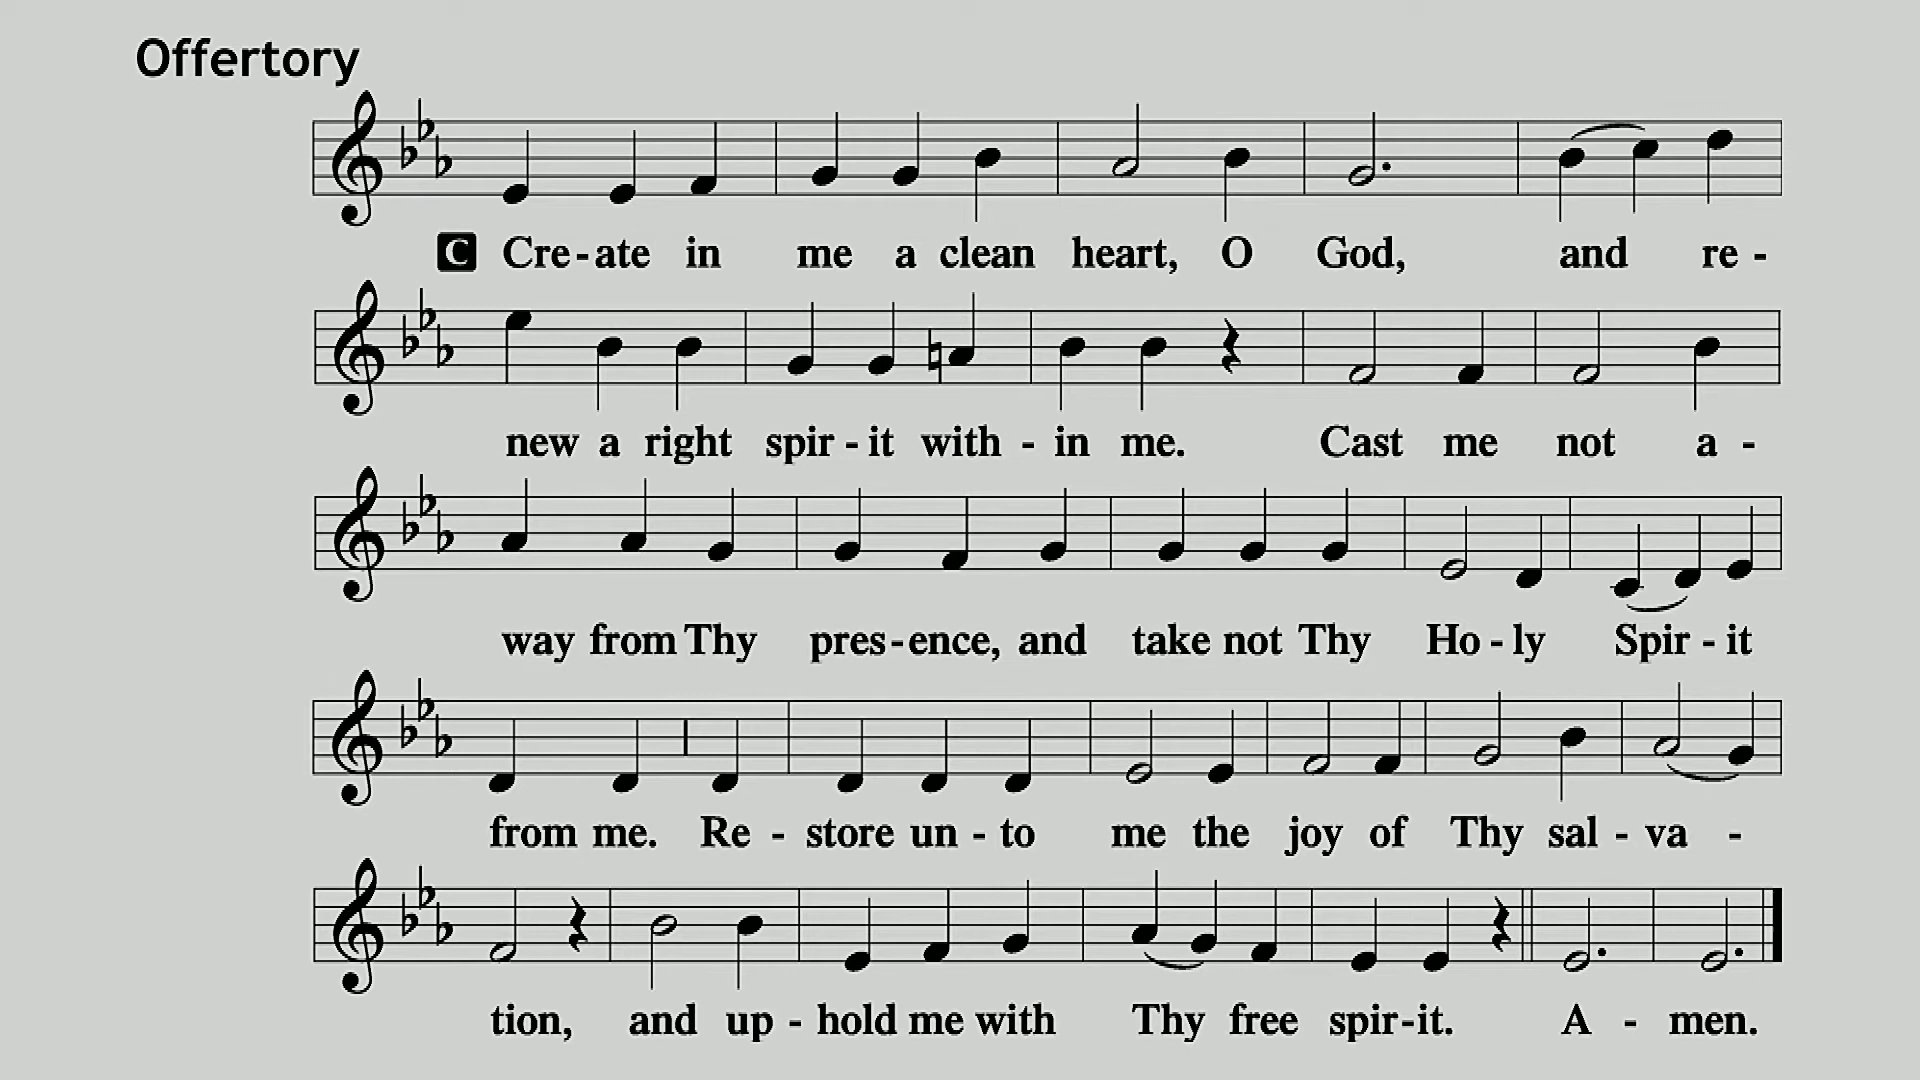 Offertory
C Cre-ate in me a clean heart, O God, and re-
new a right spir-it with-in me. Cast me not a-
way from Thy pres-ence, and take not Thy Ho-ly Spir-it
from me. Re-store un-to me the joy of Thy sal-va-
tion, and up-hold me with Thy free spir-it. A-men.